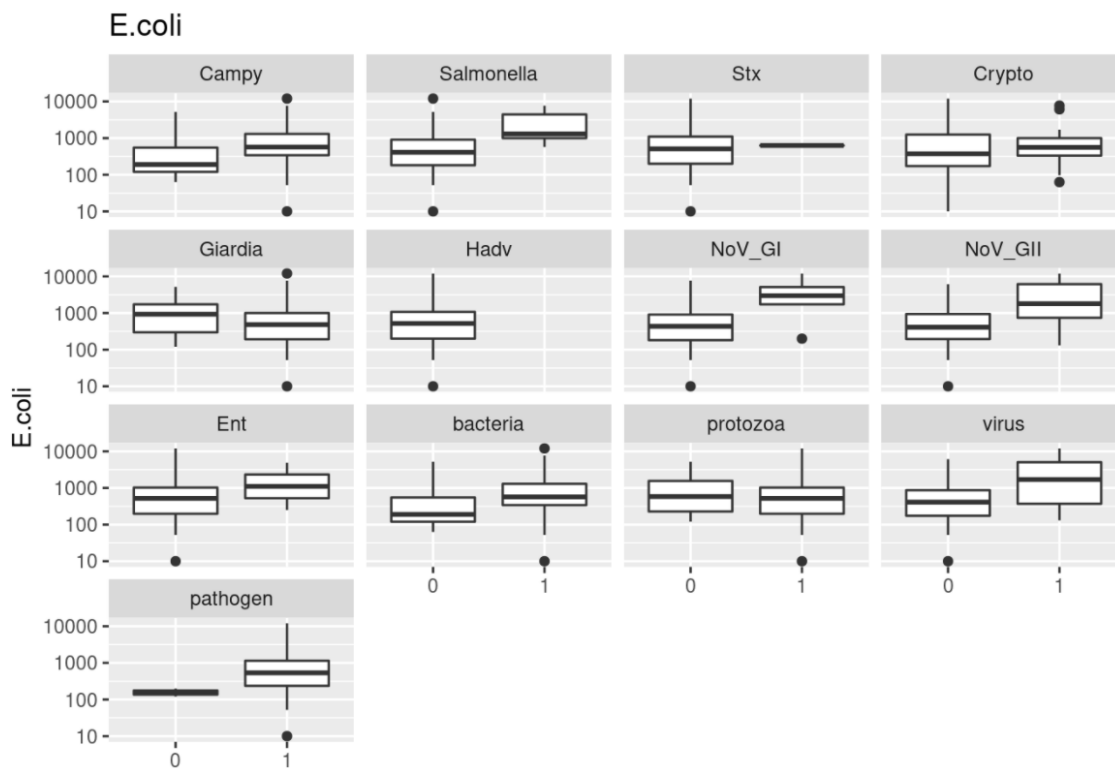 E.coli
Campy Salmonella Stx Crypto
10000
1000
100
10
Giardia Hadv NoV_GI NoV_GII
10000
1000
100
10
Ent bacteria protozoa virus
10000
1000
100
10
0 1 0 1 0 1
pathogen
10000
1000
100
10
0 1
E.coli